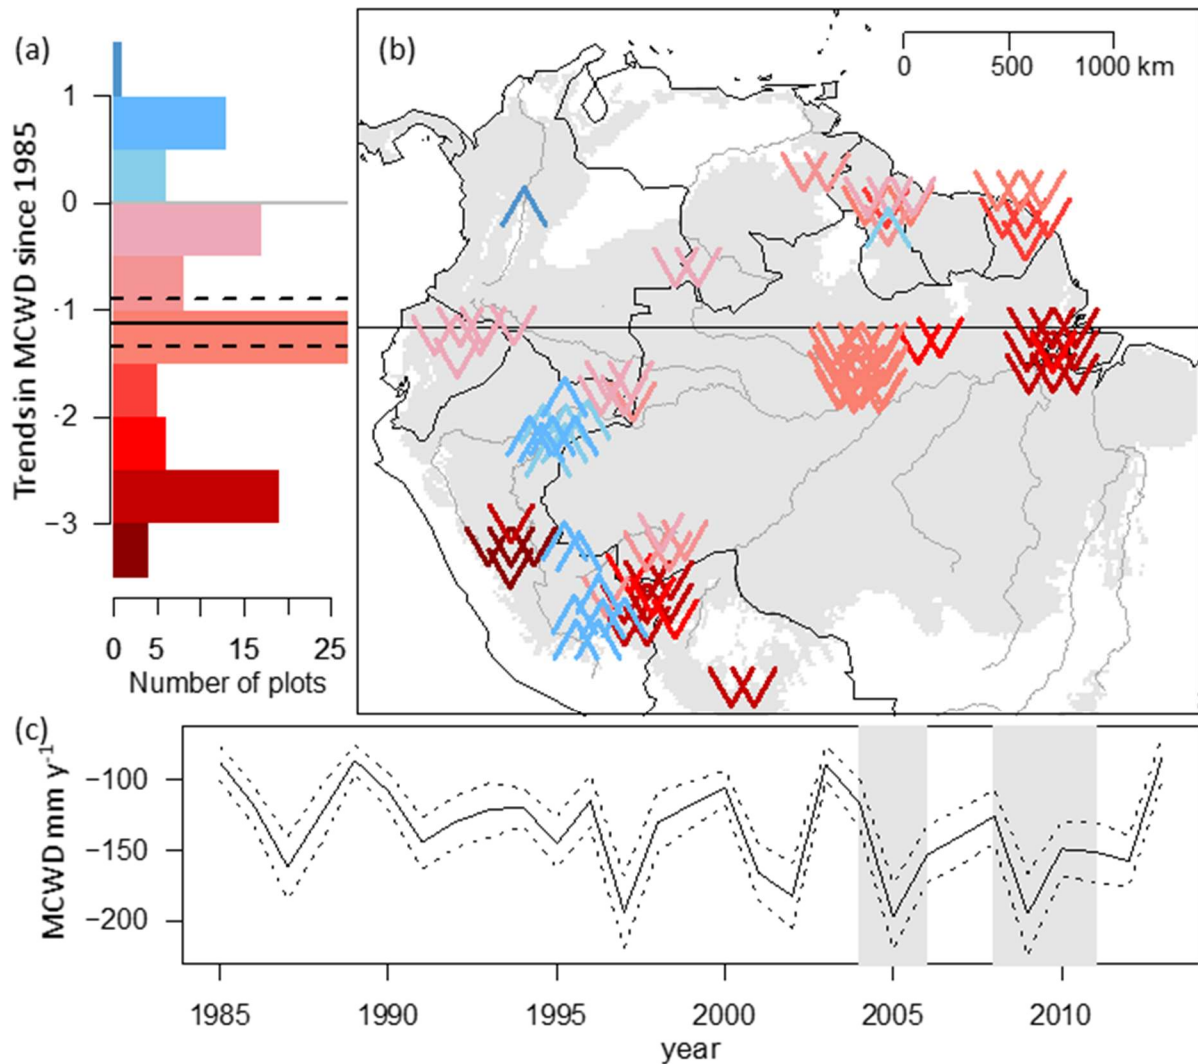 (a)
Trends in MCWD since 1985
1
0
-1
-2
-3
0 5 15 25
Number of plots
(b)
0 500 1000 km
(c)
MCWD mm y-1
-100
-150
-200
1985 1990 1995 2000 2005 2010
year